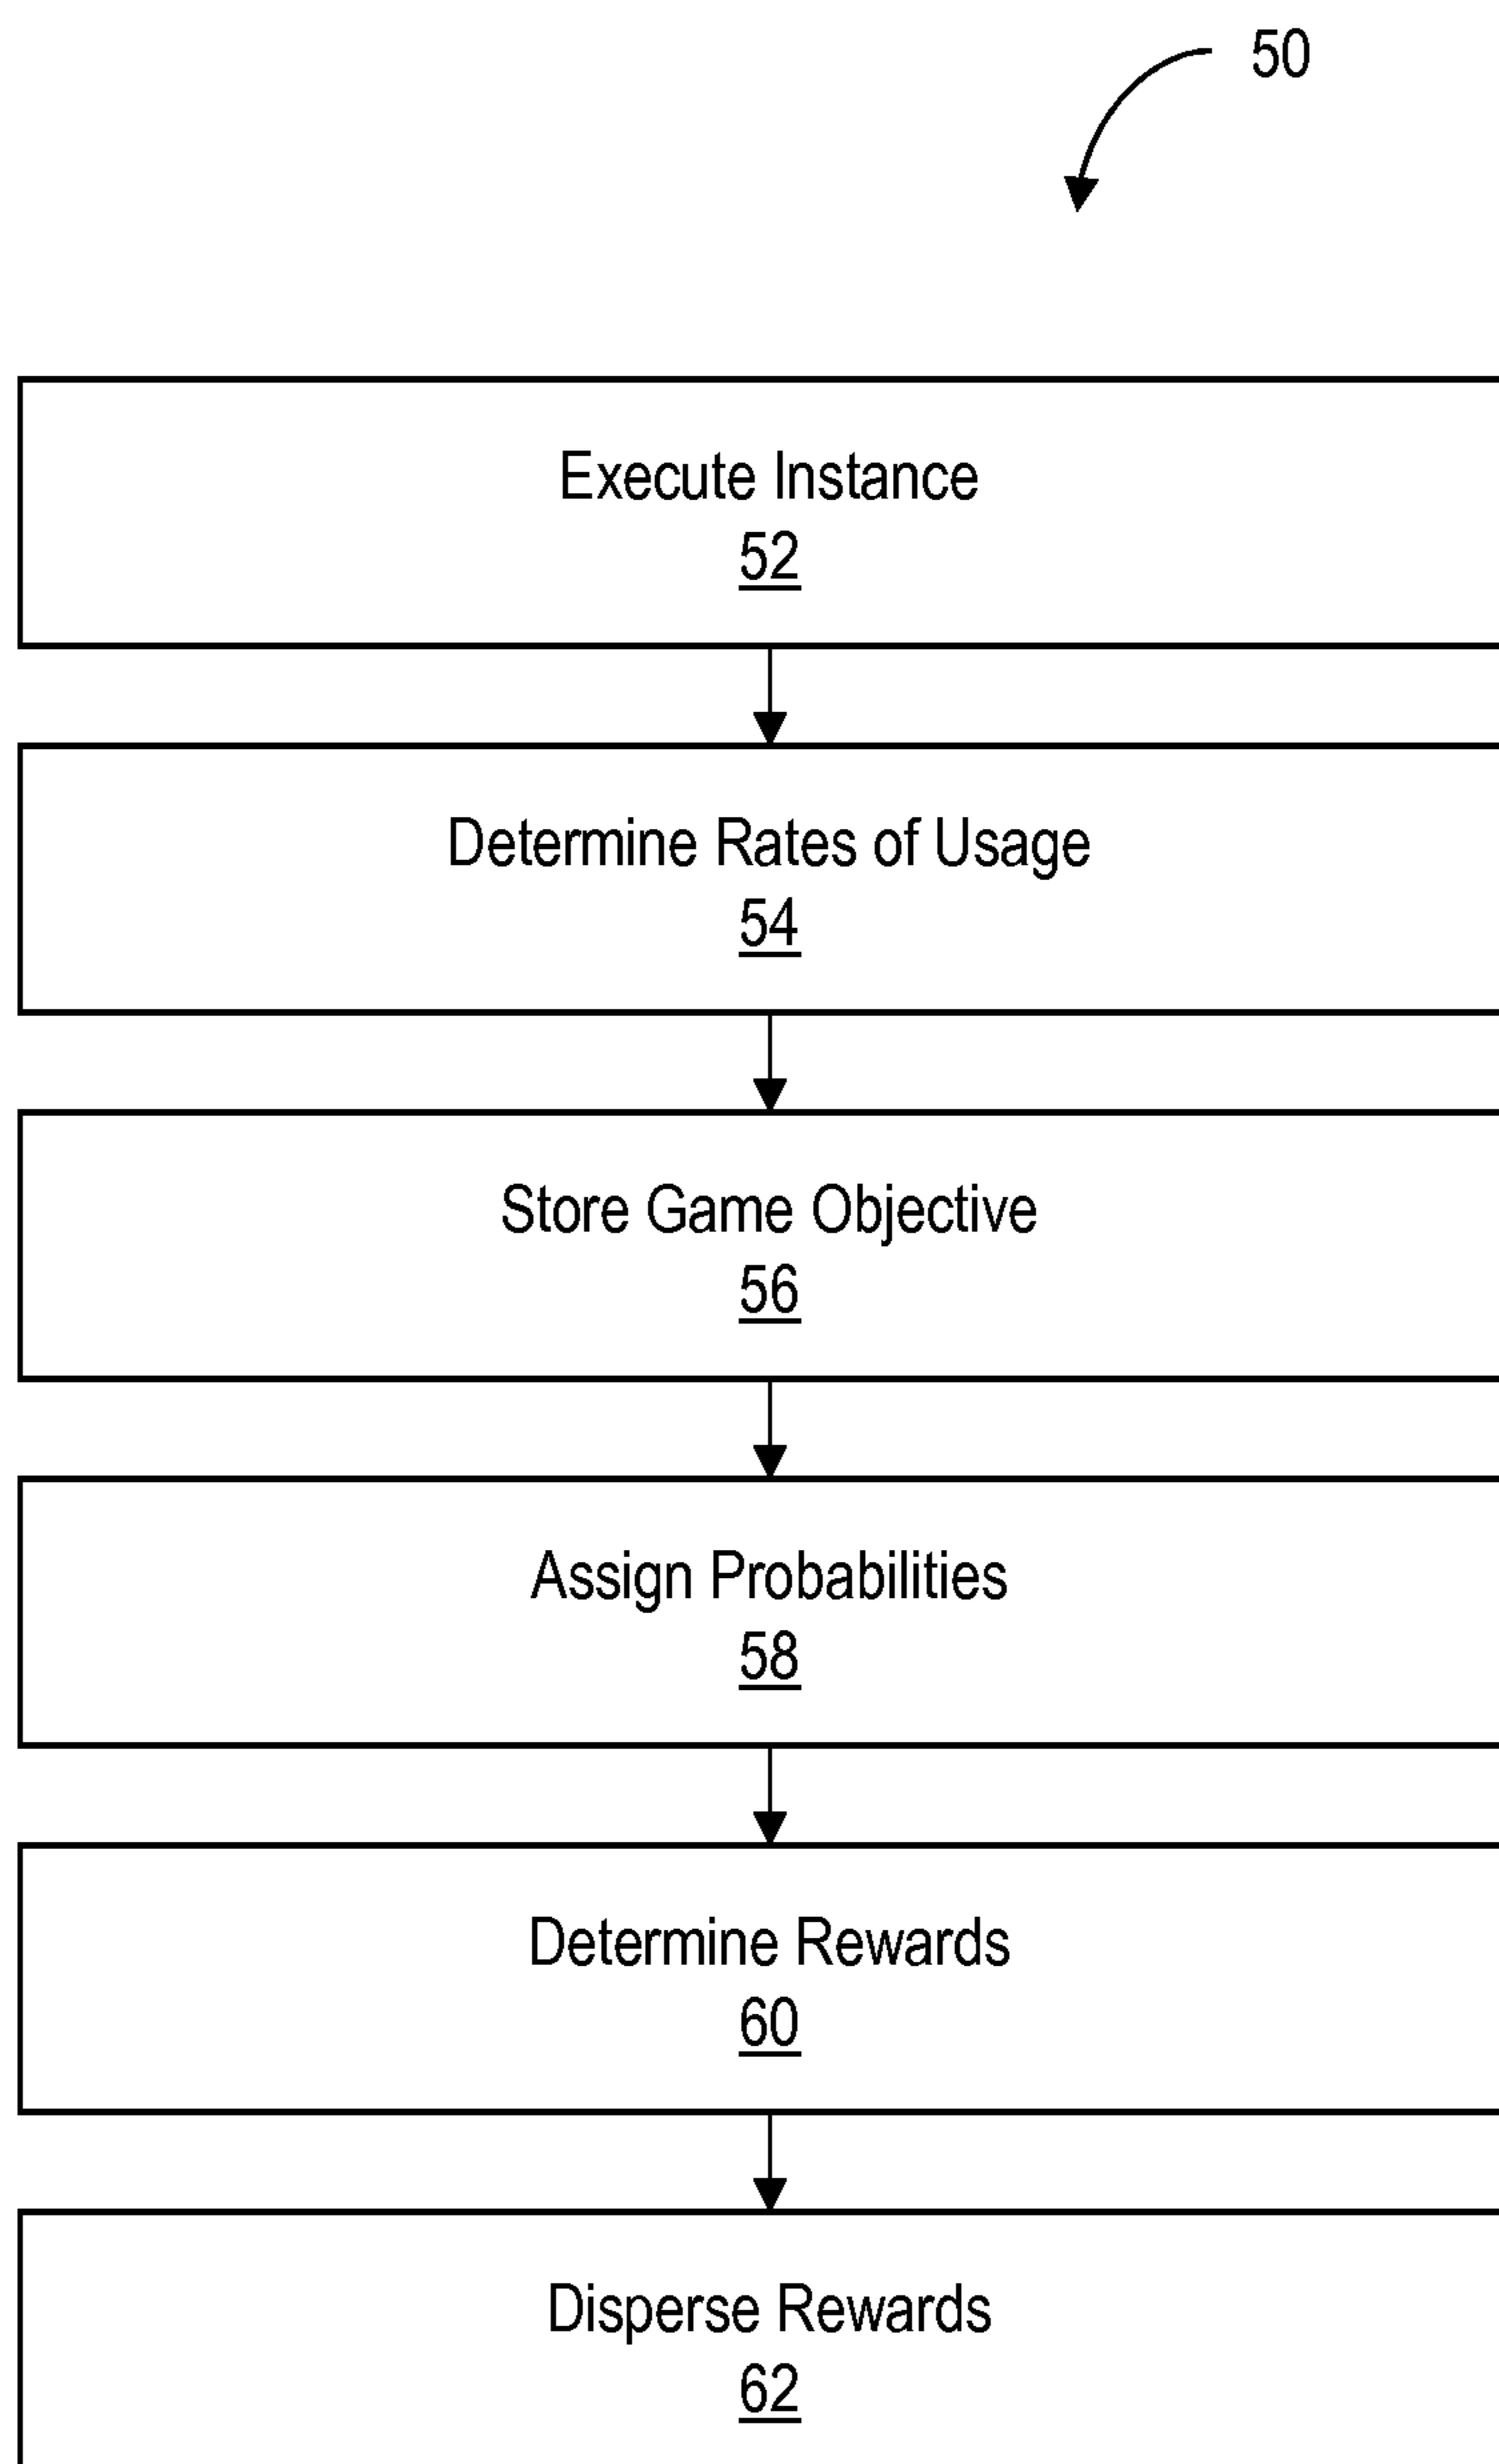 50
Execute Instance
52
Determine Rates of Usage
54
Store Game Objective
56
Assign Probabilities
58
Determine Rewards
60
Disperse Rewards
62